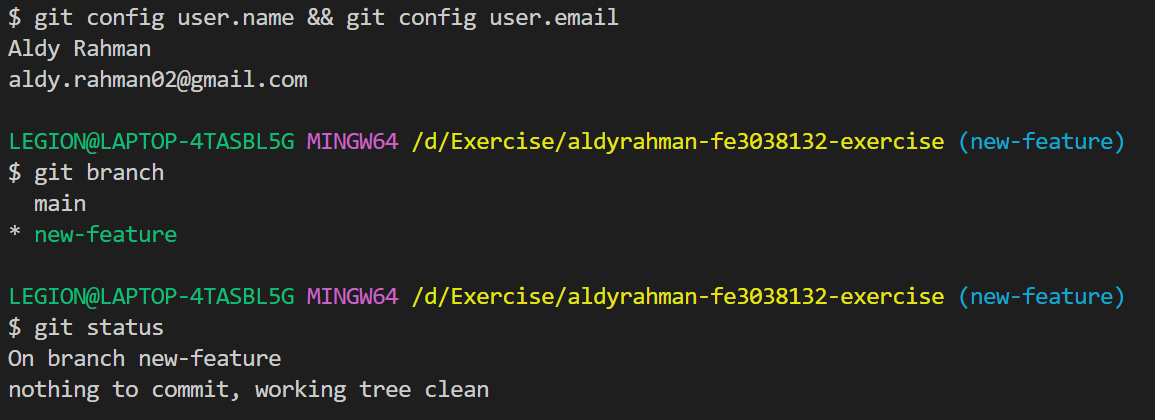 $ git config user.name && git config user.email
Aldy Rahman
aldy.rahman02@gmail.com
LEGION@LAPTOP-4TASBL5G MINGW64 /d/Exercise/aldyrahman-fe3038132-exercise (new-feature)
$ git branch
  main
* new-feature
LEGION@LAPTOP-4TASBL5G MINGW64 /d/Exercise/aldyrahman-fe3038132-exercise (new-feature)
$ git status
On branch new-feature
nothing to commit, working tree clean